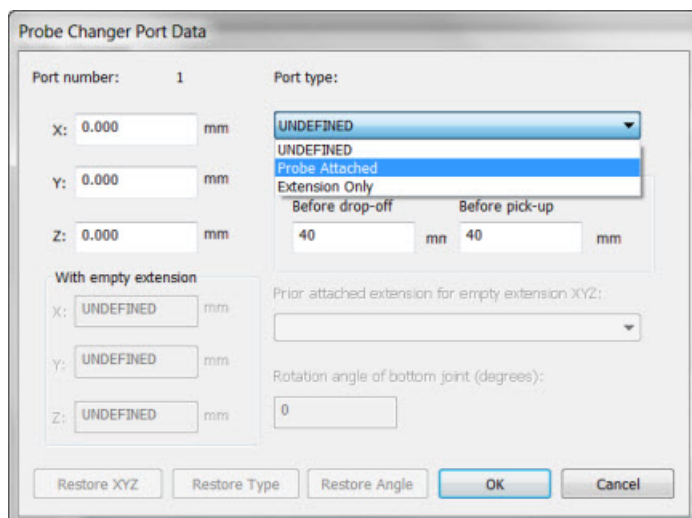 Probe Changer Port Data
Port number: 1 Port type:
X: 0.000 mm UNDEFINED
UNDEFINED
Probe Attached
Y: 0.000 mm
Extension Only
Before drop-off Before pick-up
Z: 0.000 mm 40 mm 40 mm
With empty extension
Prior attached extension for empty extension XYZ:
X: UNDEFINED mm
Y: UNDEFINED mm
Rotation angle of bottom joint (degrees):
Z: UNDEFINED mm 0
Restore XYZ Restore Type Restore Angle OK Cancel